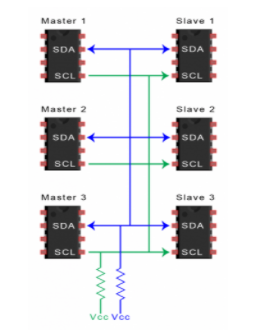 Master 1 Slave 1
SDA SDA
SCL SCL
Master 2 Slave 2
SDA SDA
SCL SCL
Master 3 Slave 3
SDA SDA
SCL SCL
Vcc Vcc